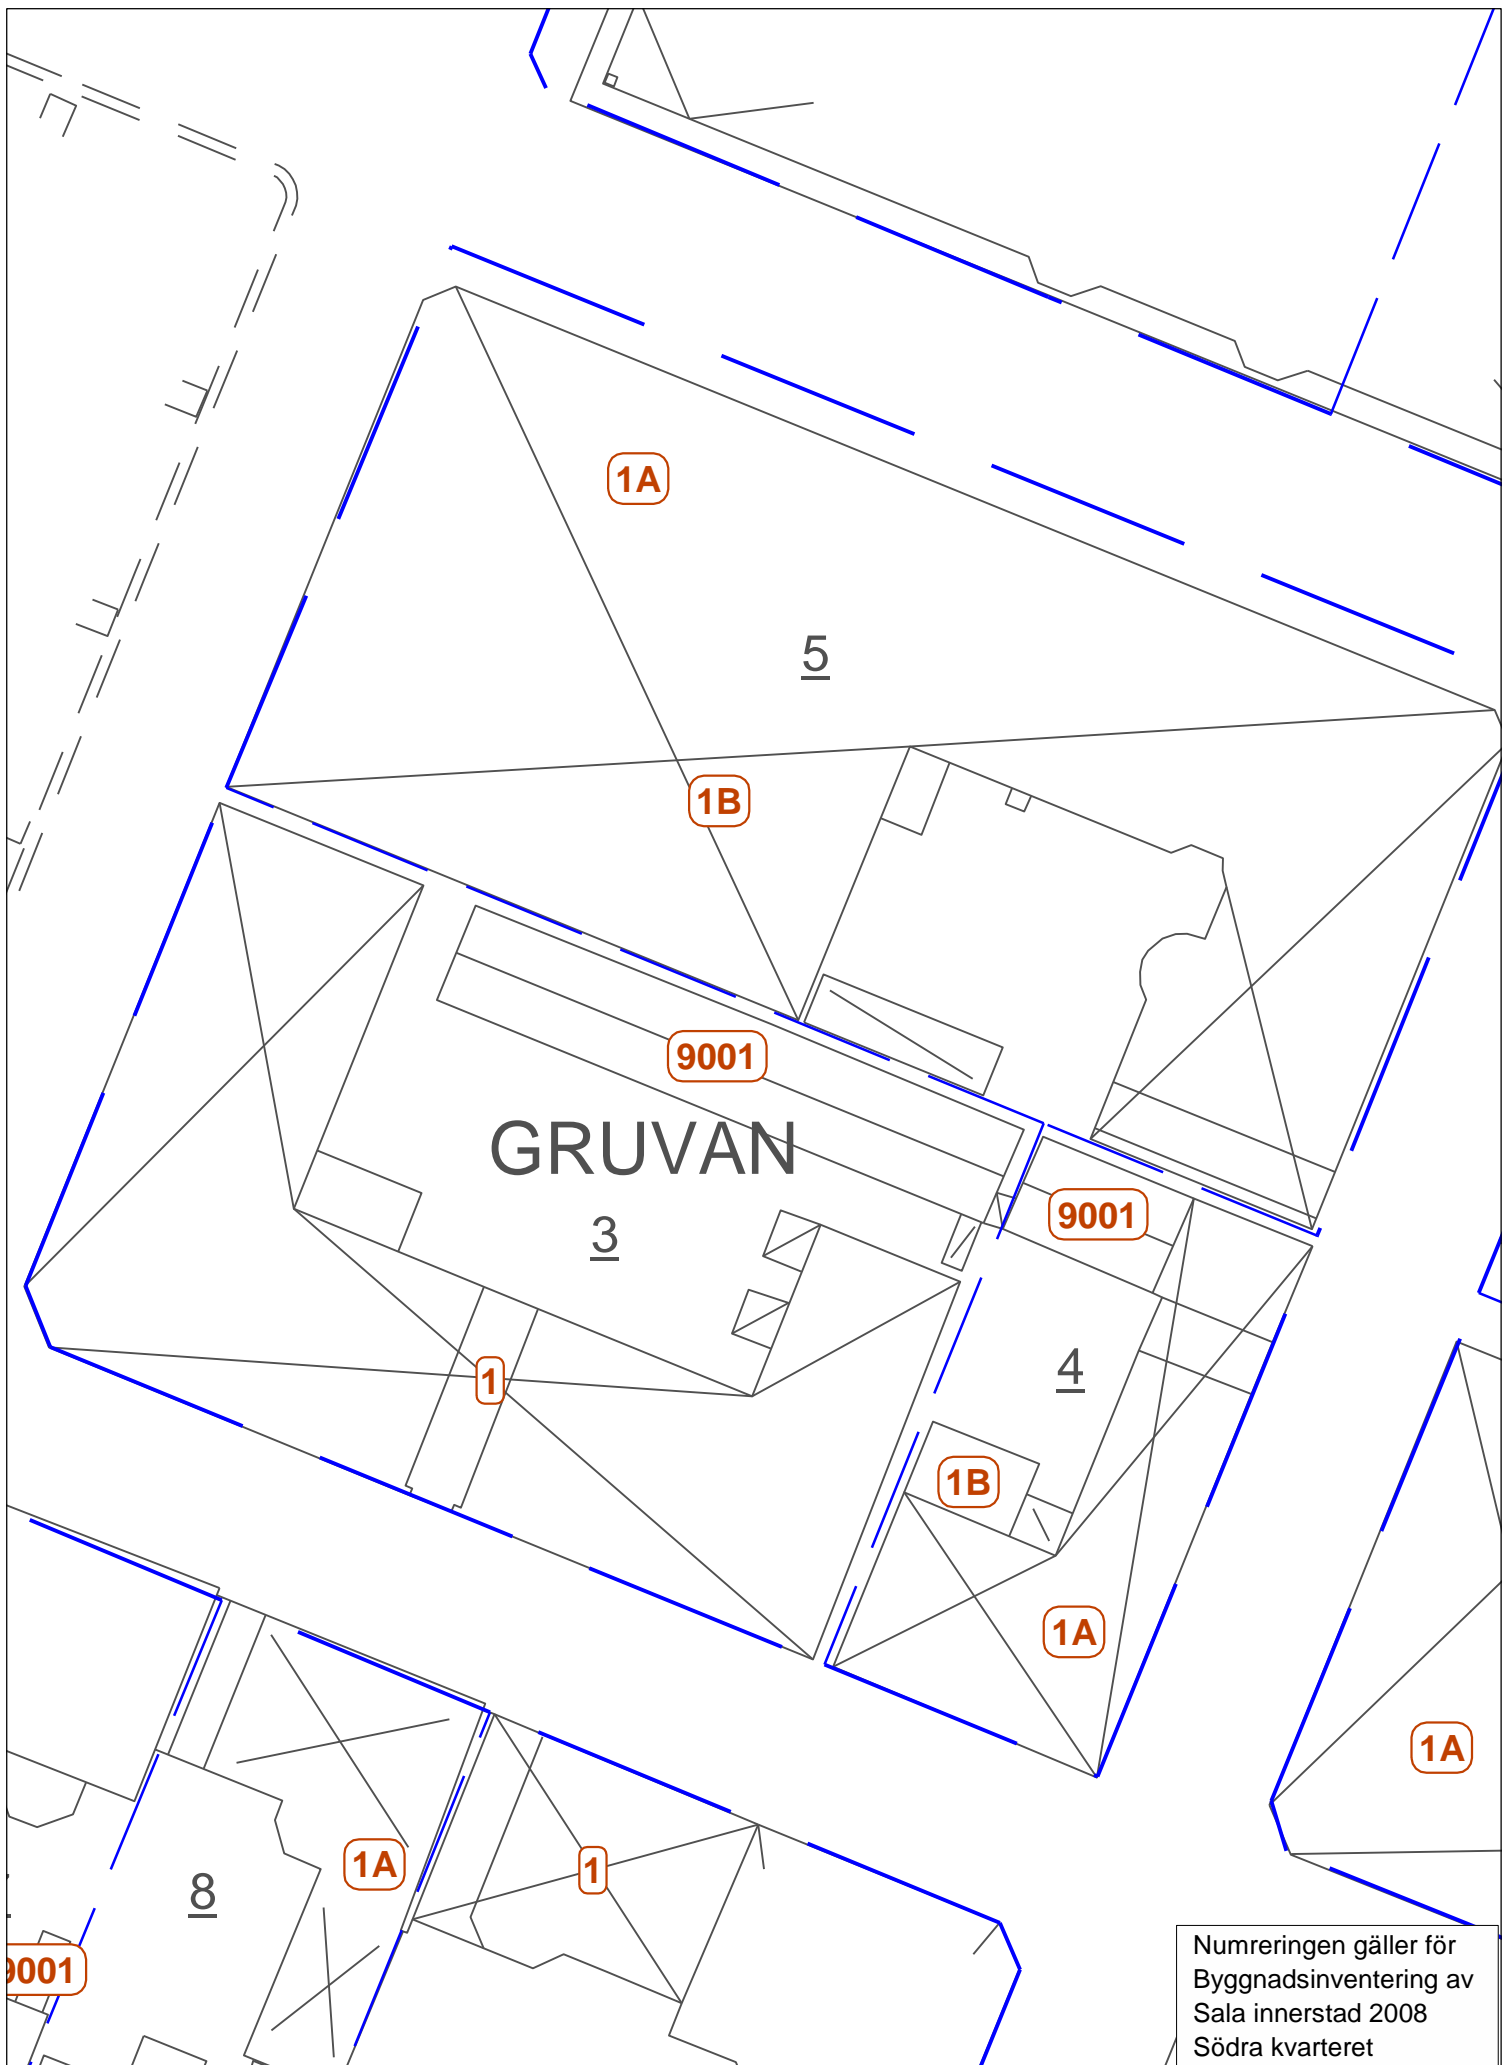 1A
5
1B
9001
GRUVAN
3
9001
4
1
1B
1A
1A
1A
1
8
9001
Numreringen gäller för
Byggnadsinventering av
Sala innerstad 2008
Södra kvarteret